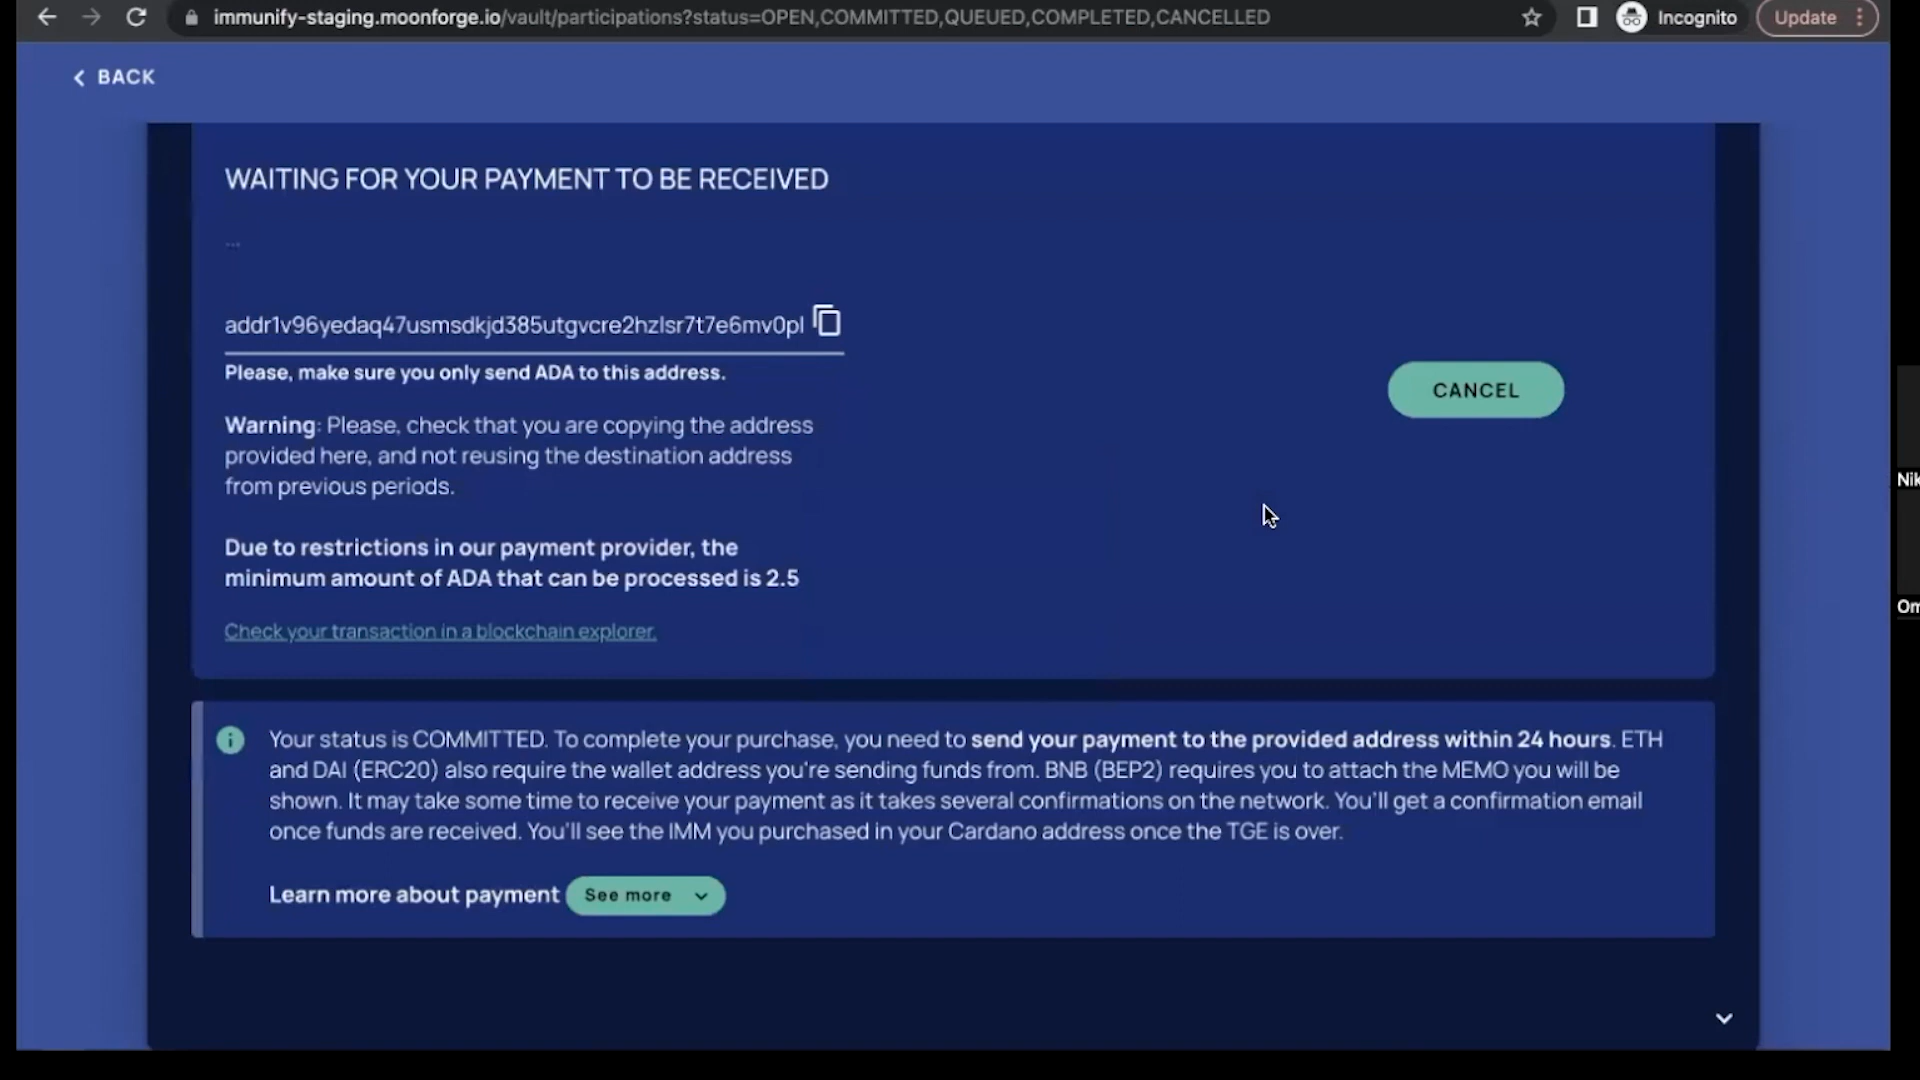 immunify-staging.moonforge.io/vault/participations?status=OPEN,COMMITTED,QUEUED,COMPLETED,CANCELLED
Incognito
Update
BACK
WAITING FOR YOUR PAYMENT TO BE RECEIVED
...
addr1v96yedaq47usmsdkjd385utgvcre2hzlsr7t7e6mv0pl
Please, make sure you only send ADA to this address.
CANCEL
Warning: Please, check that you are copying the address
provided here, and not reusing the destination address
from previous periods.
Due to restrictions in our payment provider, the
minimum amount of ADA that can be processed is 2.5
Check your transaction in a blockchain explorer.
Nik
Om
Your status is COMMITTED. To complete your purchase, you need to send your payment to the provided address within 24 hours. ETH
and DAI (ERC20) also require the wallet address you're sending funds from. BNB (BEP2) requires you to attach the MEMO you will be
shown. It may take some time to receive your payment as it takes several confirmations on the network. You'll get a confirmation email
once funds are received. You'll see the IMM you purchased in your Cardano address once the TGE is over.
Learn more about payment See more